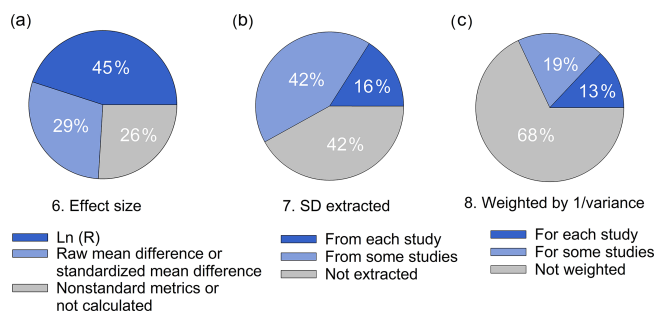 (a)
45%
29%
26%
6. Effect size
Ln (R)
Raw mean difference or
standardized mean difference
Nonstandard metrics or
not calculated
(b)
42%
16%
42%
7. SD extracted
From each study
From some studies
Not extracted
(c)
19%
13%
68%
8. Weighted by 1/variance
For each study
For some studies
Not weighted